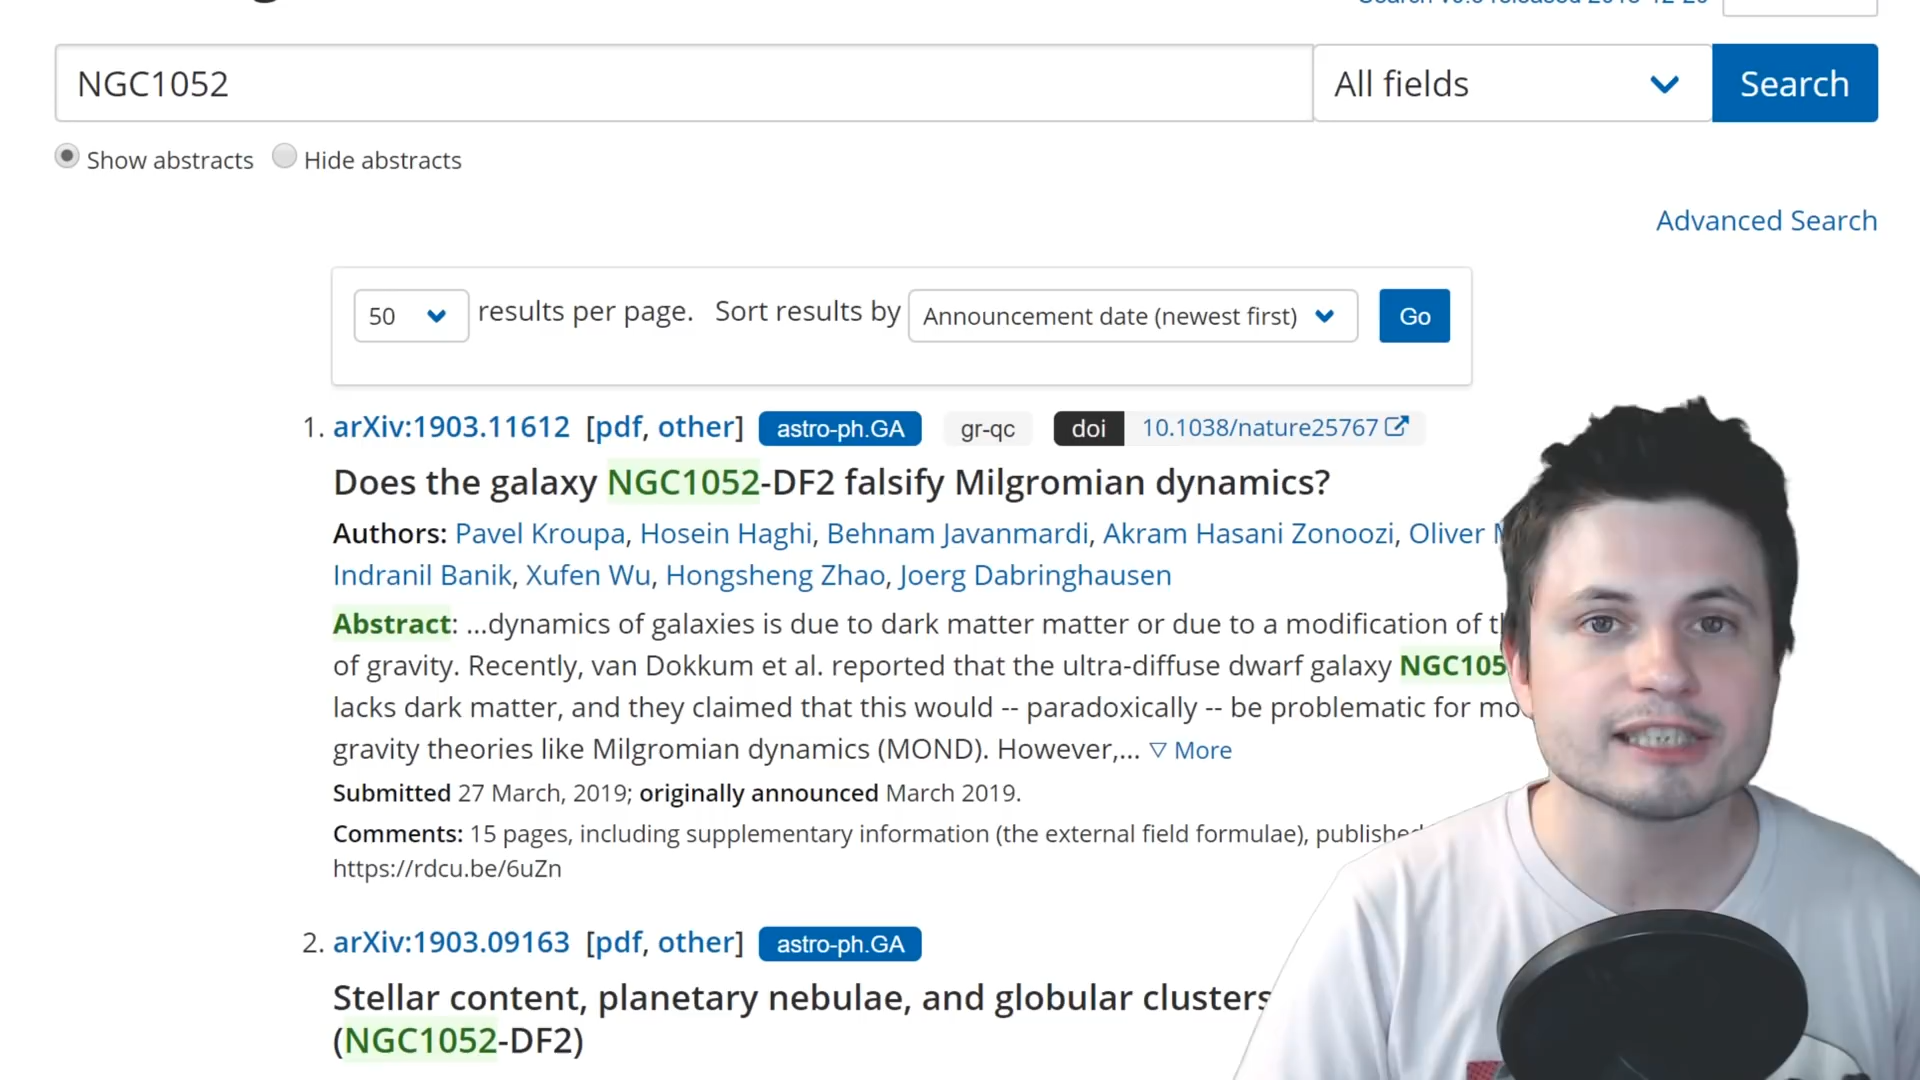 NGC1052
All fields
Search
Show abstracts
Hide abstracts
Advanced Search
50
results per page.
Sort results by
Announcement date (newest first)
Go
1. arXiv:1903.11612 [pdf, other] astro-ph.GA gr-qc doi 10.1038/nature25767
Does the galaxy NGC1052-DF2 falsify Milgromian dynamics?
Authors: Pavel Kroupa, Hosein Haghi, Behnam Javanmardi, Akram Hasani Zonoozi, Oliver
Indranil Banik, Xufen Wu, Hongsheng Zhao, Joerg Dabringhausen
Abstract: ...dynamics of galaxies is due to dark matter matter or due to a modification of
of gravity. Recently, van Dokkum et al. reported that the ultra-diffuse dwarf galaxy NGC105
lacks dark matter, and they claimed that this would -- paradoxically -- be problematic for
gravity theories like Milgromian dynamics (MOND). However,... ▽ More
Submitted 27 March, 2019; originally announced March 2019.
Comments: 15 pages, including supplementary information (the external field formulae),
https://rdcu.be/6uZn
2. arXiv:1903.09163 [pdf, other] astro-ph.GA
Stellar content, planetary nebulae, and globular clusters
(NGC1052-DF2)